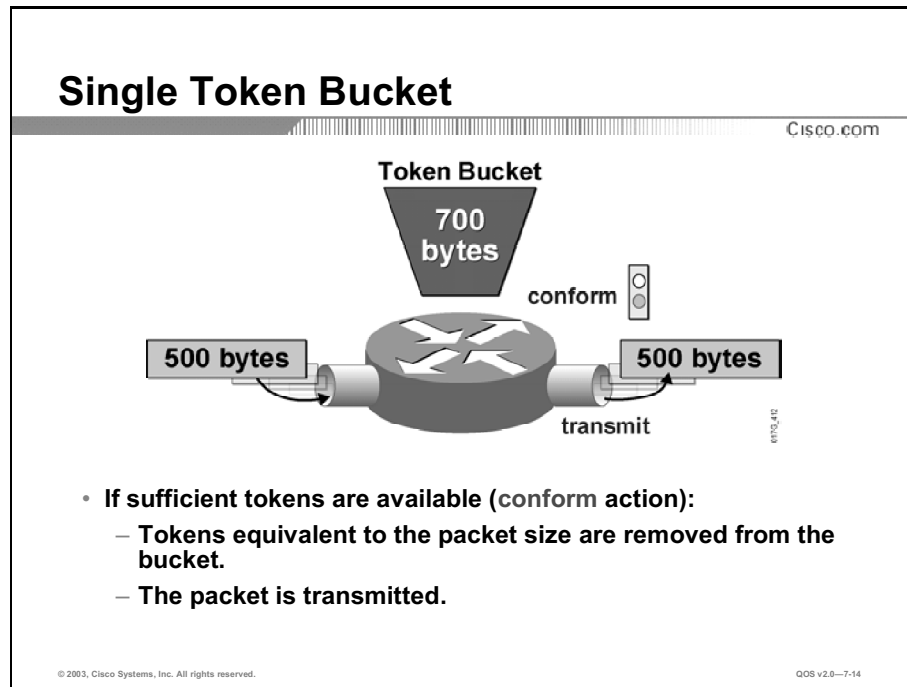 Single Token Bucket
Cisco.com
Token Bucket
700
bytes
conform
500 bytes
500 bytes
transmit
• If sufficient tokens are available (conform action):
– Tokens equivalent to the packet size are removed from the
bucket.
– The packet is transmitted.
© 2003, Cisco Systems, Inc. All rights reserved.
QOS v2.0—7-14